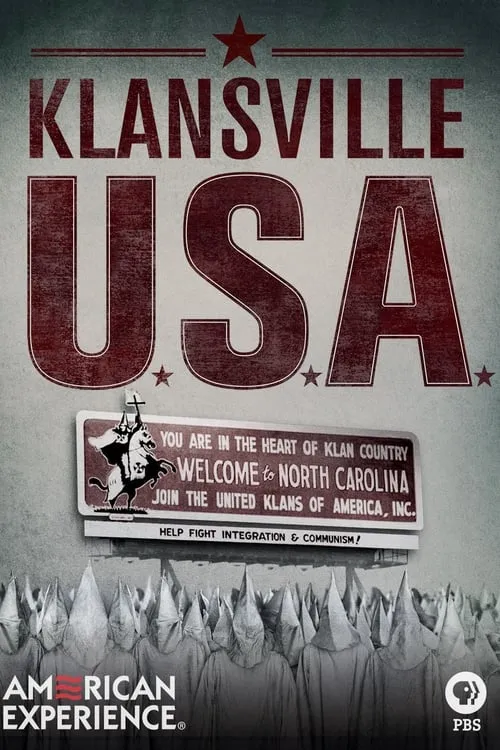 KLANSVILLE
U.S.A.
YOU ARE IN THE HEART OF KLAN COUNTRY
WELCOME to NORTH CAROLINA
JOIN THE UNITED KLANS OF AMERICA, INC.
HELP FIGHT INTEGRATION & COMMUNISM!
AMERICAN
EXPERIENCE®
PBS